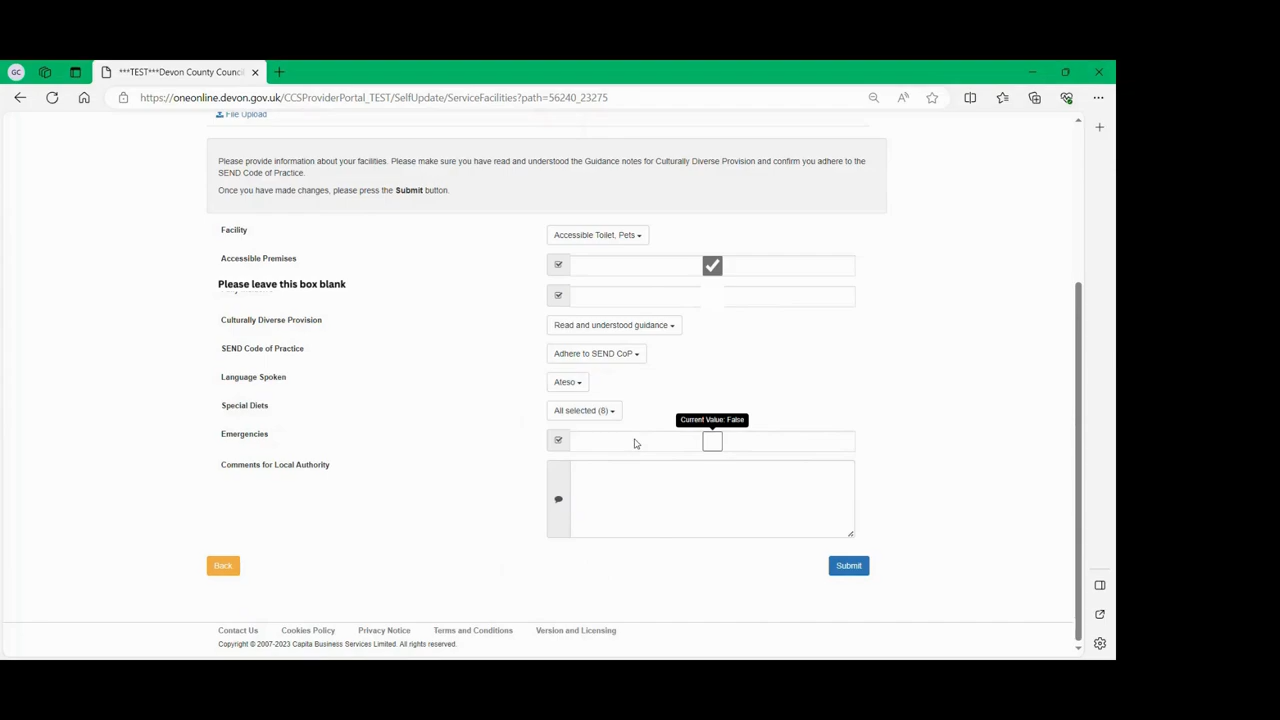 GC
***TEST***Devon County Counci
https://oneonline.devon.gov.uk/CCSProviderPortal_TEST/SelfUpdate/ServiceFacilities?path=56240_23275
File Upload
Please provide information about your facilities. Please make sure you have read and understood the Guidance notes for Culturally Diverse Provision and confirm you adhere to the
SEND Code of Practice.
Once you have made changes, please press the Submit button.
Facility
Accessible Toilet, Pets
Accessible Premises
Please leave this box blank
Culturally Diverse Provision
Read and understood guidance
SEND Code of Practice
Adhere to SEND CoP
Language Spoken
Ateso
Special Diets
All selected (8)
Current Value: False
Emergencies
Comments for Local Authority
Back
Submit
Contact Us Cookies Policy Privacy Notice Terms and Conditions Version and Licensing
Copyright © 2007-2023 Capita Business Services Limited. All rights reserved.